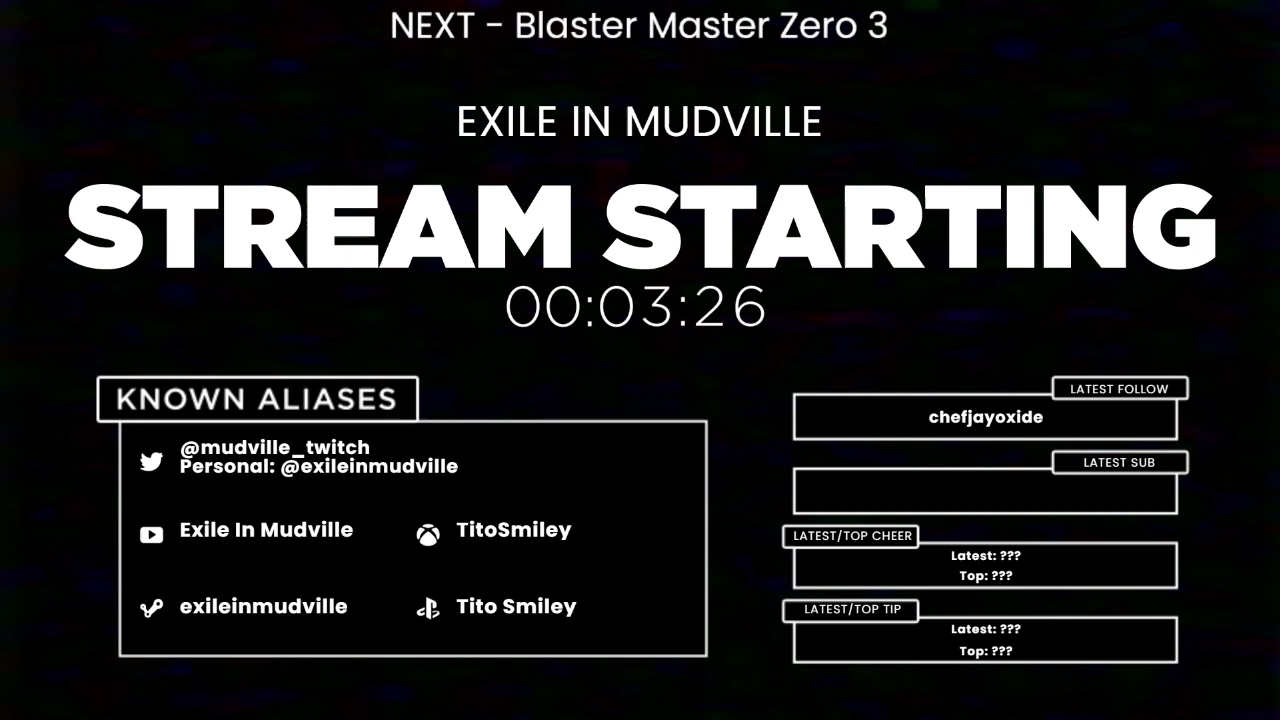 NEXT - Blaster Master Zero 3
EXILE IN MUDVILLE
STREAM STARTING
00:03:26
KNOWN ALIASES
@mudville_twitch
Personal: @exileinmudville
Exile In Mudville
TitoSmiley
exileinmudville
Tito Smiley
LATEST FOLLOW
chefjayoxide
LATEST SUB
LATEST/TOP CHEER
Latest: ???
Top: ???
LATEST/TOP TIP
Latest: ???
Top: ???